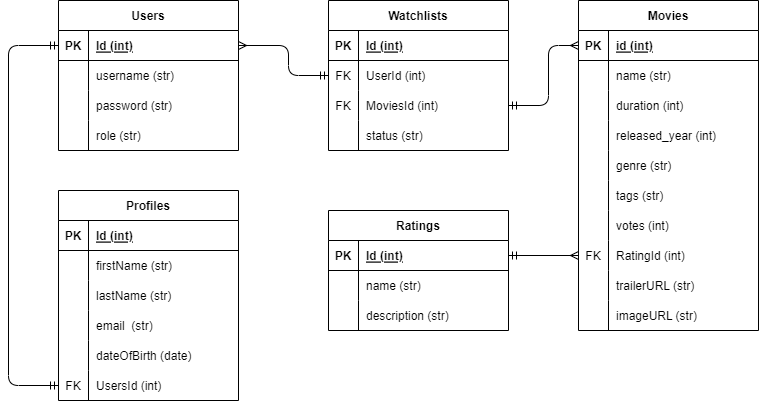 Users
PK Id (int)
username (str)
password (str)
role (str)
Watchlists
PK Id (int)
FK UserId (int)
FK MoviesId (int)
status (str)
Movies
PK id (int)
name (str)
duration (int)
released_year (int)
genre (str)
tags (str)
votes (int)
FK RatingId (int)
trailerURL (str)
imageURL (str)
Profiles
PK Id (int)
firstName (str)
lastName (str)
email (str)
dateOfBirth (date)
FK UsersId (int)
Ratings
PK Id (int)
name (str)
description (str)